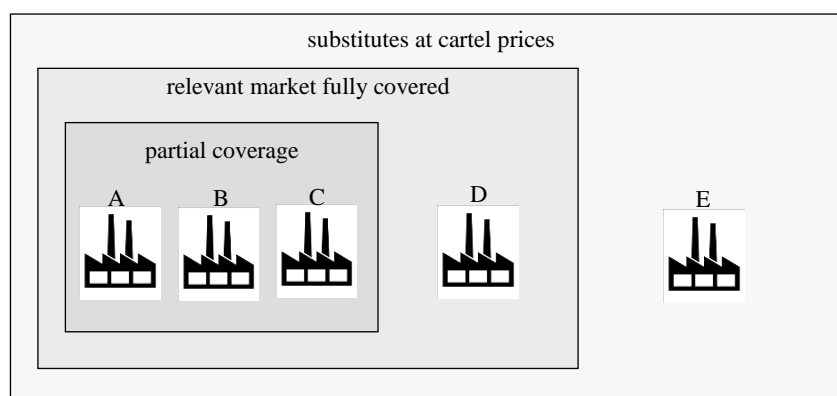 substitutes at cartel prices
relevant market fully covered
partial coverage
A B C D E